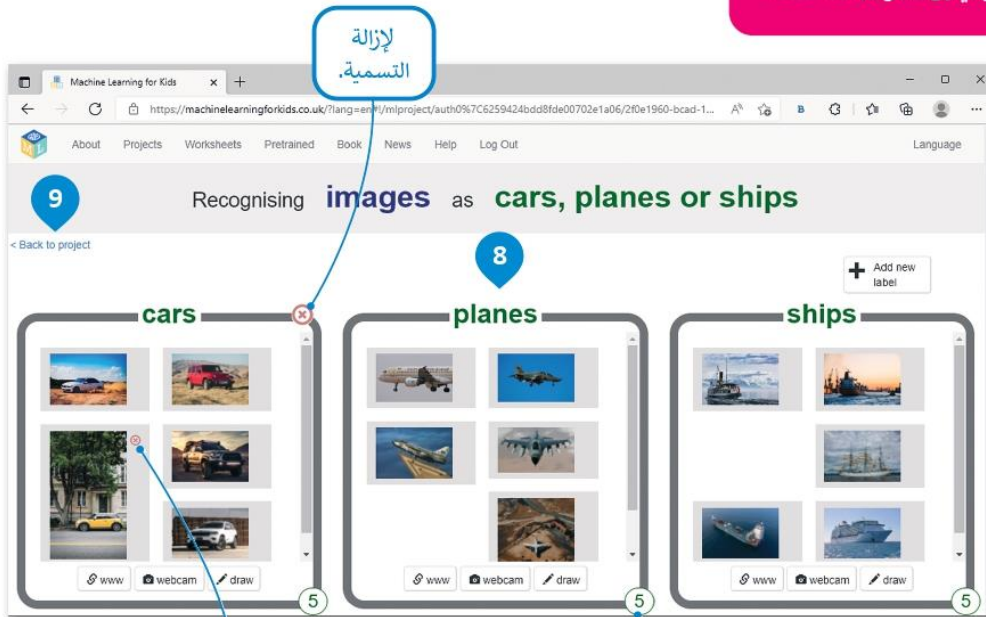 لإزالة
التسمية.
Machine Learning for Kids
https://machinelearningforkids.co.uk/?lang=en#!/mlproject/auth0%7C6259424bdd8fde00702e1a06/2f0e1960-bcad-1...
About Projects Worksheets Pretrained Book News Help Log Out Language
9
Recognising images as cars, planes or ships
< Back to project
8
Add new
label
cars planes ships
www webcam draw www webcam draw www webcam draw
5 5 5